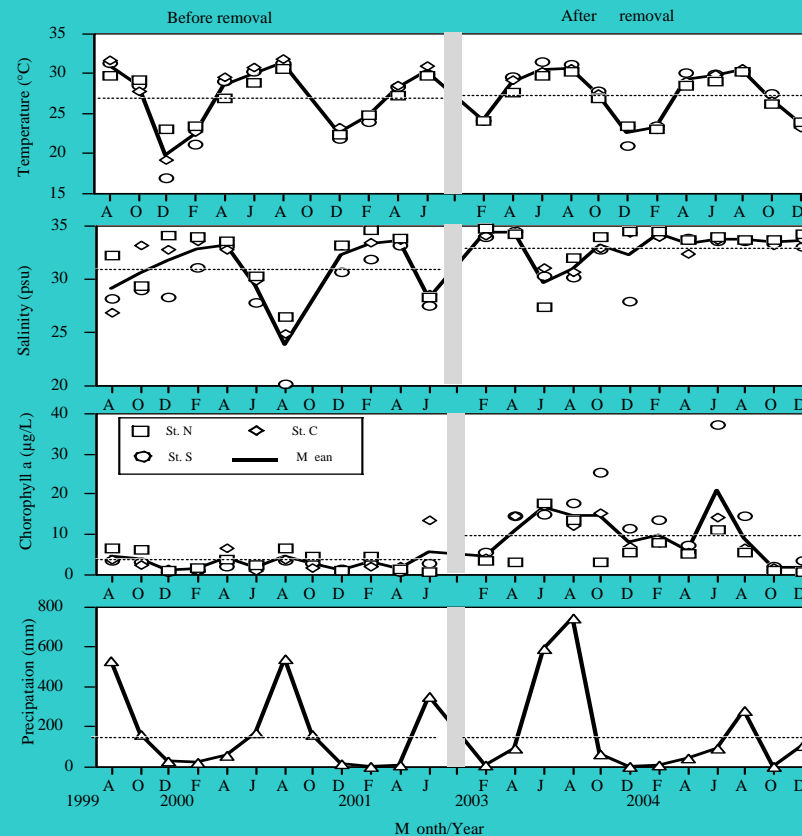 Before removal
After removal
Temperature (°C)
35
30
25
20
15
A O D F A J A D F A J F A J A O D F A J A O D
Salinity (psu)
35
30
25
20
A O D F A J A D F A J F A J A O D F A J A O D
Chorophyll a (µg/L)
40
30
20
10
0
St. N St. C
St. S M ean
A O D F A J A O D F A J F A J A O D F A J A O D
Precipataion (mm)
800
600
400
200
0
A O D F A J A O D F A J F A J A O D F A J A O D
1999 2000 2001 2003 2004
M onth/Year